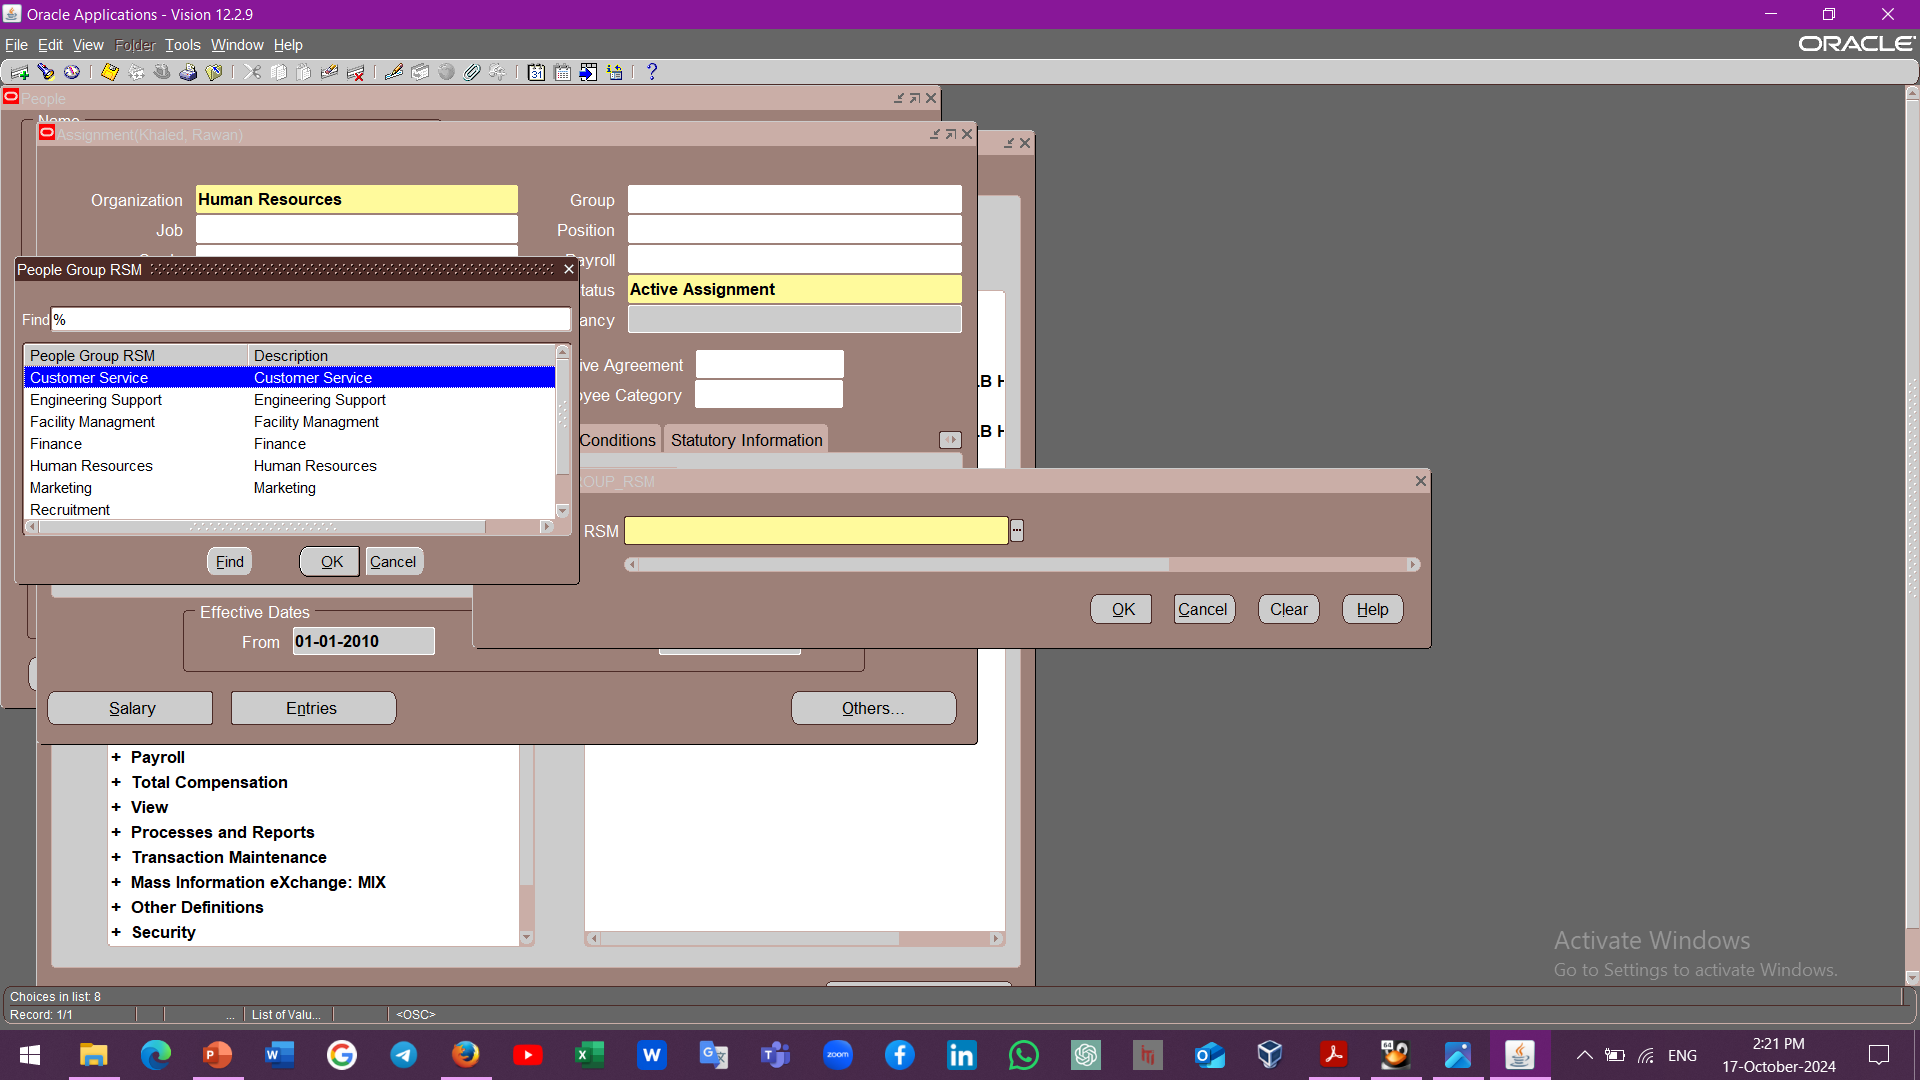 Oracle Applications - Vision 12.2.9
File Edit View Folder Tools Window Help
ORACLE
People
Name
Assignment(Khaled, Rawan)
Organization Human Resources Group
Job Position
Payroll
People Group RSM
Active Assignment
Find %
People Group RSM Description
Customer Service Customer Service
Engineering Support Engineering Support
Facility Managment Facility Managment
Finance Finance
Human Resources Human Resources
Marketing Marketing
Recruitment
Find OK Cancel
ive Agreement
yee Category
Conditions Statutory Information
LB H
LB H
OUP_RSM
RSM
OK Cancel Clear Help
Effective Dates
From 01-01-2010
Salary Entries Others...
+ Payroll
+ Total Compensation
+ View
+ Processes and Reports
+ Transaction Maintenance
+ Mass Information eXchange: MIX
+ Other Definitions
+ Security
Activate Windows
Go to Settings to activate Windows.
Choices in list: 8
Record: 1/1 ... List of Valu... <OSC>
ENG
2:21 PM
17-October-2024